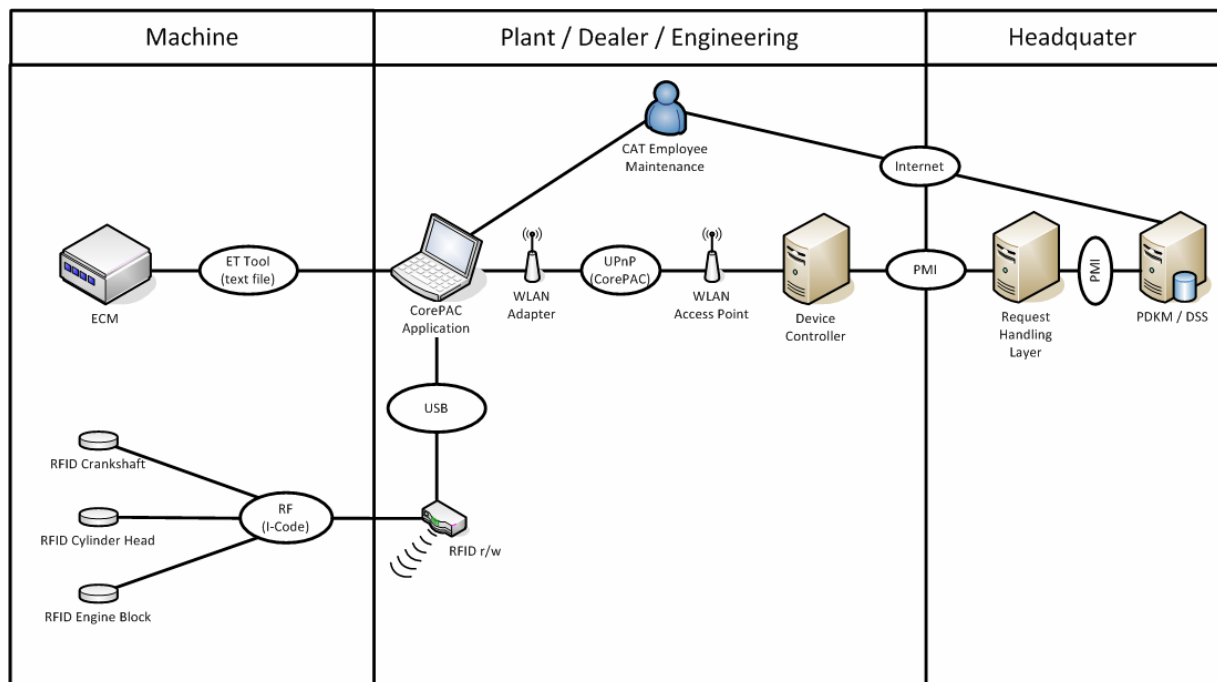 Machine
Plant / Dealer / Engineering
Headquater
CAT Employee
Maintenance
Internet
ECM
ET Tool
(text file)
CorePAC
Application
WLAN
Adapter
UPnP
(CorePAC)
WLAN
Access Point
Device
Controller
PMI
Request
Handling
Layer
PMI
PDKM / DSS
USB
RFID Crankshaft
RFID Cylinder Head
RFID Engine Block
RF
(I-Code)
RFID r/w